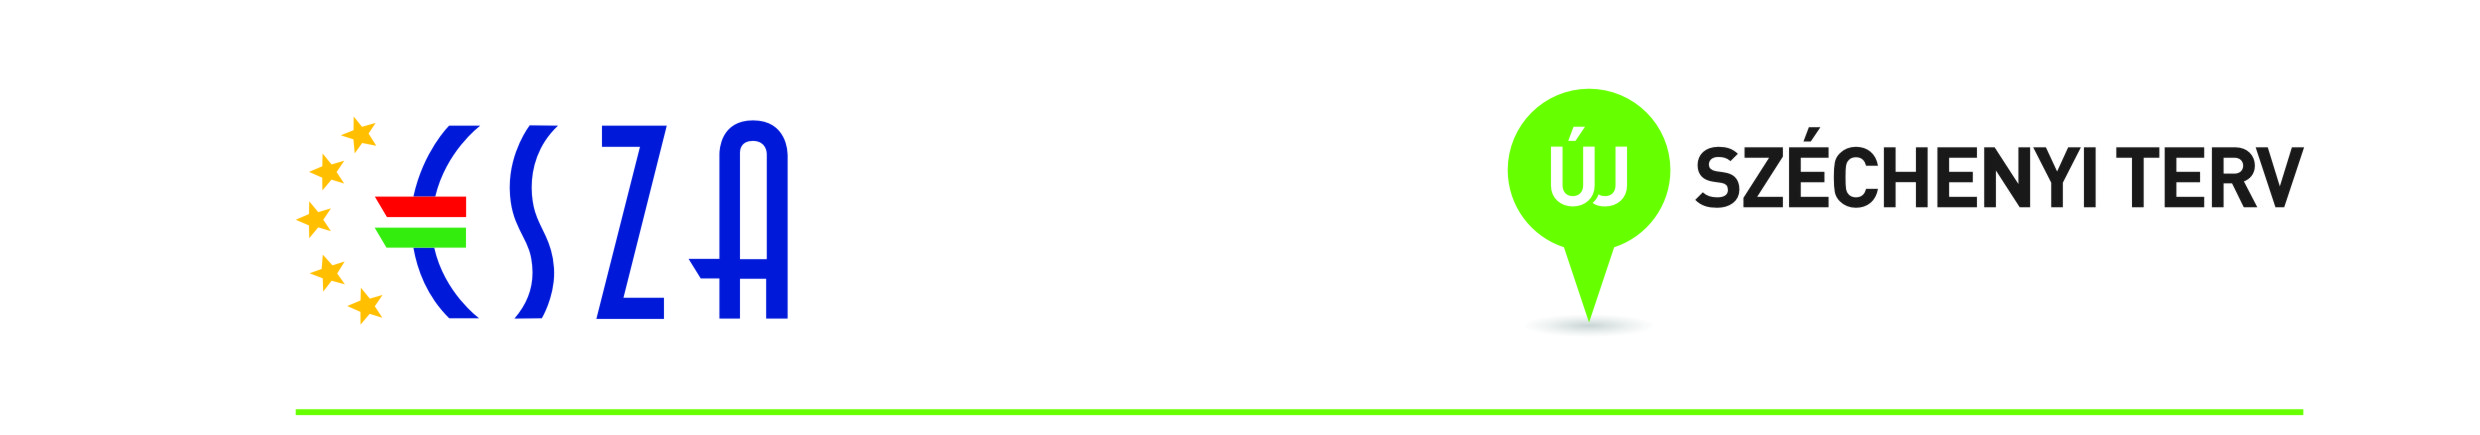 ESZA
ÚJ SZÉCHENYI TERV